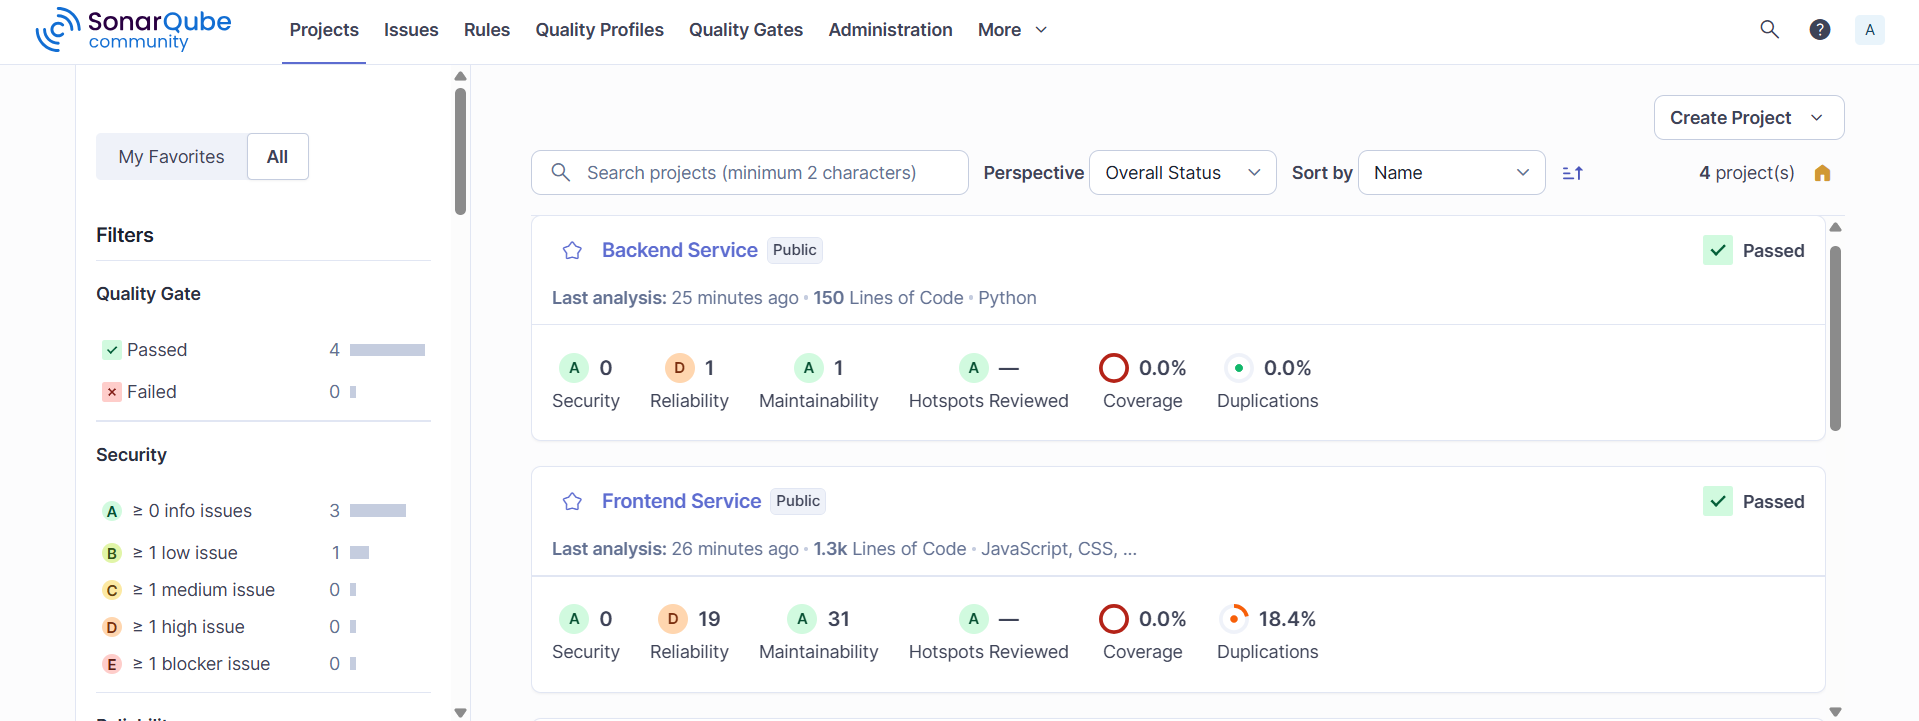 SonarQube
community
Projects Issues Rules Quality Profiles Quality Gates Administration More
? A
Create Project
My Favorites All
Search projects (minimum 2 characters) Perspective Overall Status Sort by Name 4 project(s)
Filters
Quality Gate
Passed 4
Failed 0
Security
A ≥ 0 info issues 3
B ≥ 1 low issue 1
C ≥ 1 medium issue 0
D ≥ 1 high issue 0
E ≥ 1 blocker issue 0
Backend Service Public Passed
Last analysis: 25 minutes ago • 150 Lines of Code • Python
A 0 D 1 A 1 A — 0.0% 0.0%
Security Reliability Maintainability Hotspots Reviewed Coverage Duplications
Frontend Service Public Passed
Last analysis: 26 minutes ago • 1.3k Lines of Code • JavaScript, CSS, ...
A 0 D 19 A 31 A — 0.0% 18.4%
Security Reliability Maintainability Hotspots Reviewed Coverage Duplications